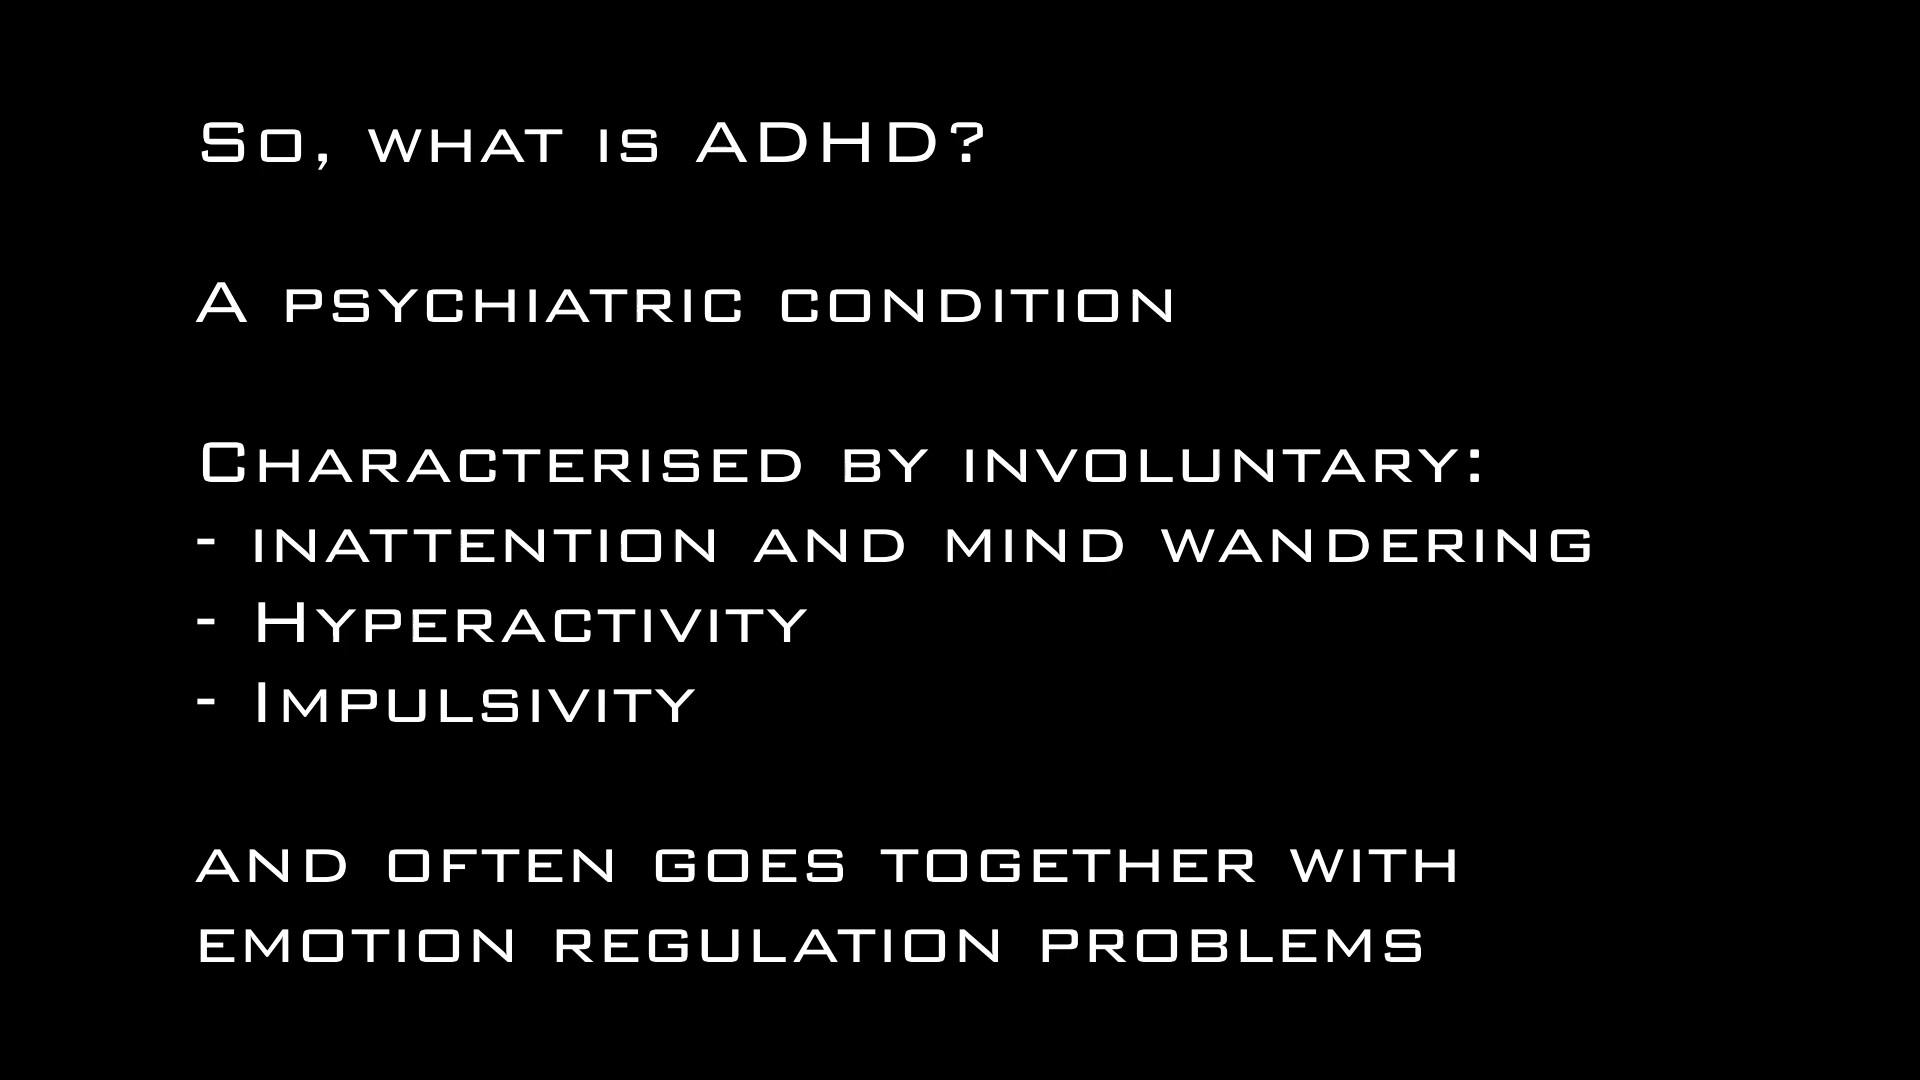 So, what is ADHD?
A psychiatric condition
Characterised by involuntary:
- inattention and mind wandering
- Hyperactivity
- Impulsivity
and often goes together with
emotion regulation problems